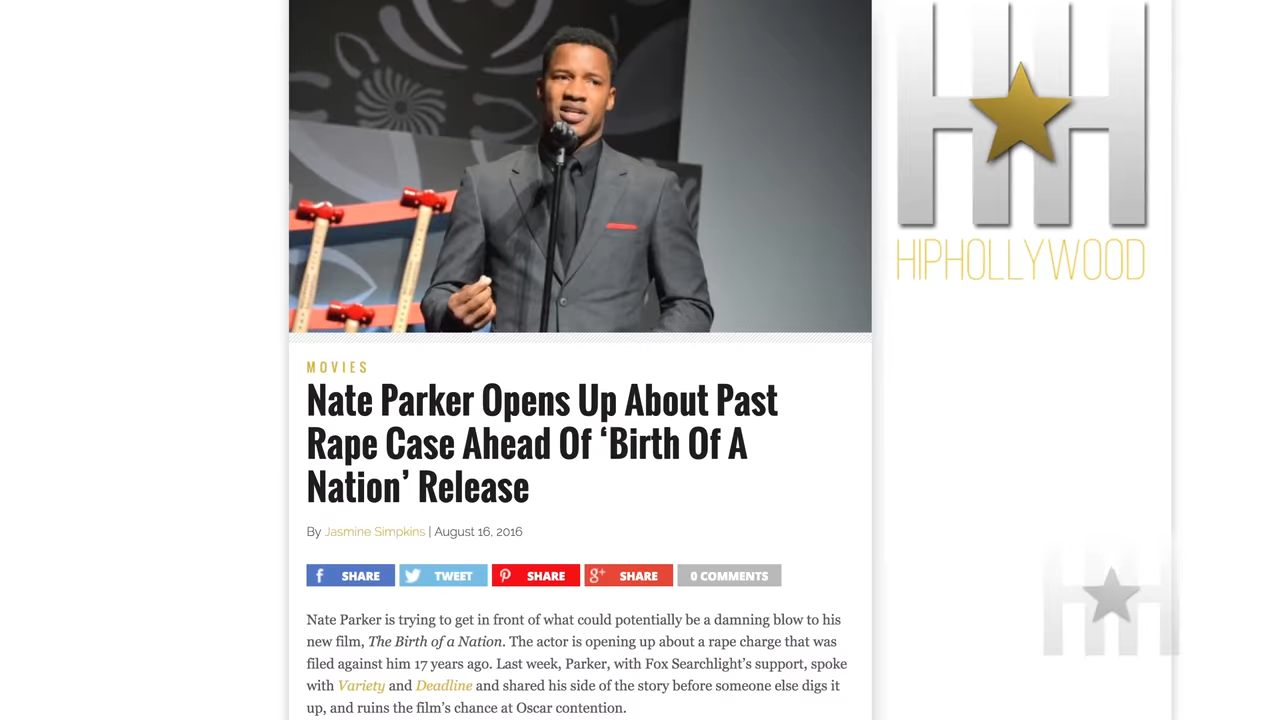 HIPHOLLYWOOD
MOVIES
Nate Parker Opens Up About Past
Rape Case Ahead Of ‘Birth Of A
Nation’ Release
By Jasmine Simpkins | August 16, 2016
f SHARE TWEET SHARE g+ SHARE 0 COMMENTS
Nate Parker is trying to get in front of what could potentially be a damning blow to his
new film, The Birth of a Nation. The actor is opening up about a rape charge that was
filed against him 17 years ago. Last week, Parker, with Fox Searchlight’s support, spoke
with Variety and Deadline and shared his side of the story before someone else digs it
up, and ruins the film’s chance at Oscar contention.